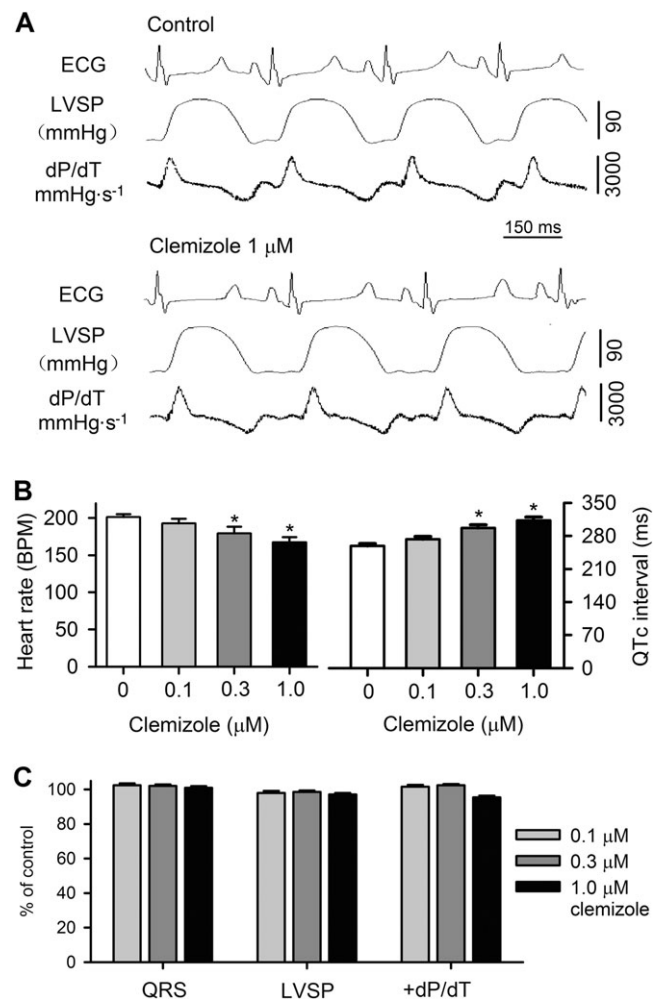 A
Control
ECG
LVSP
(mmHg)
90
dP/dT
mmHg·s⁻¹
3000
150 ms
Clemizole 1 μM
ECG
LVSP
(mmHg)
90
dP/dT
mmHg·s⁻¹
3000
B
Heart rate (BPM)
200
150
100
50
0
* *
0 0.1 0.3 1.0
Clemizole (μM)
* *
350
280
210
140
70
0
QTc interval (ms)
0 0.1 0.3 1.0
Clemizole (μM)
C
% of control
100
80
60
40
20
0
QRS LVSP +dP/dT
0.1 μM
0.3 μM
1.0 μM
clemizole